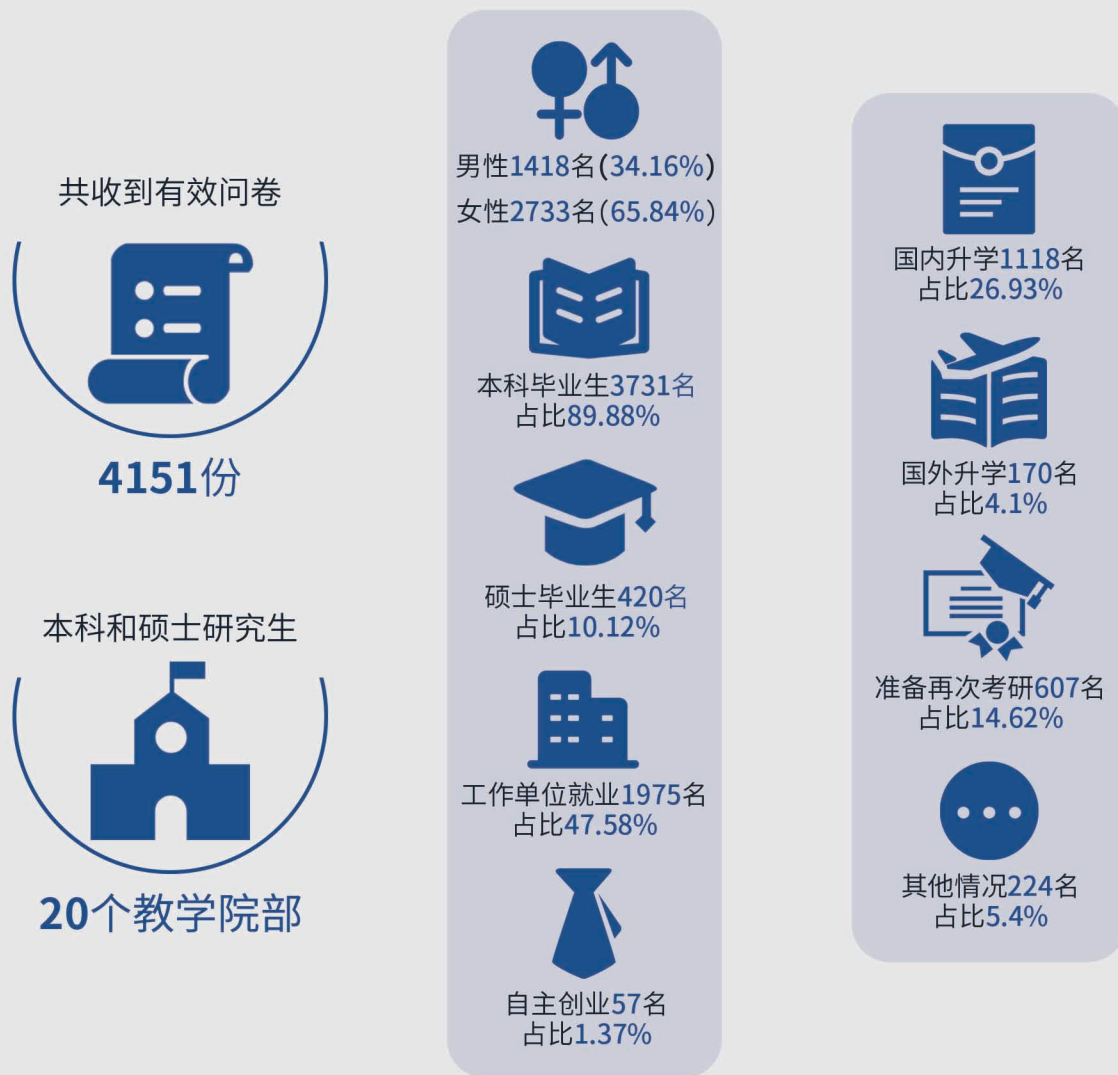 共收到有效问卷
4151份
本科和硕士研究生
20个教学院部
男性1418名(34.16%)
女性2733名(65.84%)
本科毕业生3731名
占比89.88%
硕士毕业生420名
占比10.12%
工作单位就业1975名
占比47.58%
自主创业57名
占比1.37%
国内升学1118名
占比26.93%
国外升学170名
占比4.1%
准备再次考研607名
占比14.62%
其他情况224名
占比5.4%